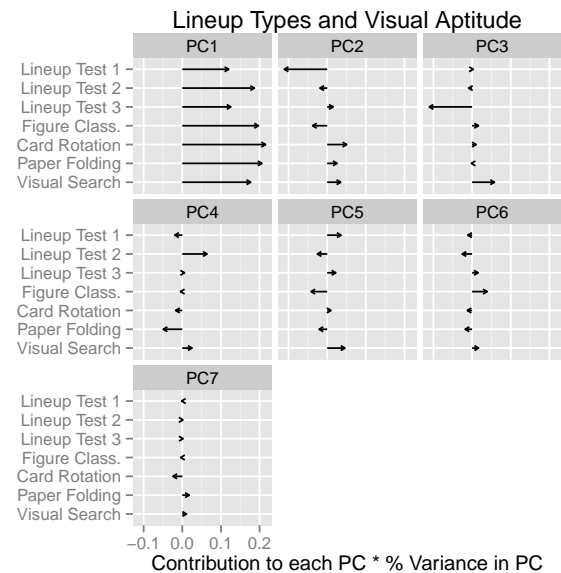 Lineup Types and Visual Aptitude
PC1 PC2 PC3
Lineup Test 1
Lineup Test 2
Lineup Test 3
Figure Class.
Card Rotation
Paper Folding
Visual Search
PC4 PC5 PC6
Lineup Test 1
Lineup Test 2
Lineup Test 3
Figure Class.
Card Rotation
Paper Folding
Visual Search
PC7
Lineup Test 1
Lineup Test 2
Lineup Test 3
Figure Class.
Card Rotation
Paper Folding
Visual Search
−0.1 0.0 0.1 0.2
Contribution to each PC * % Variance in PC